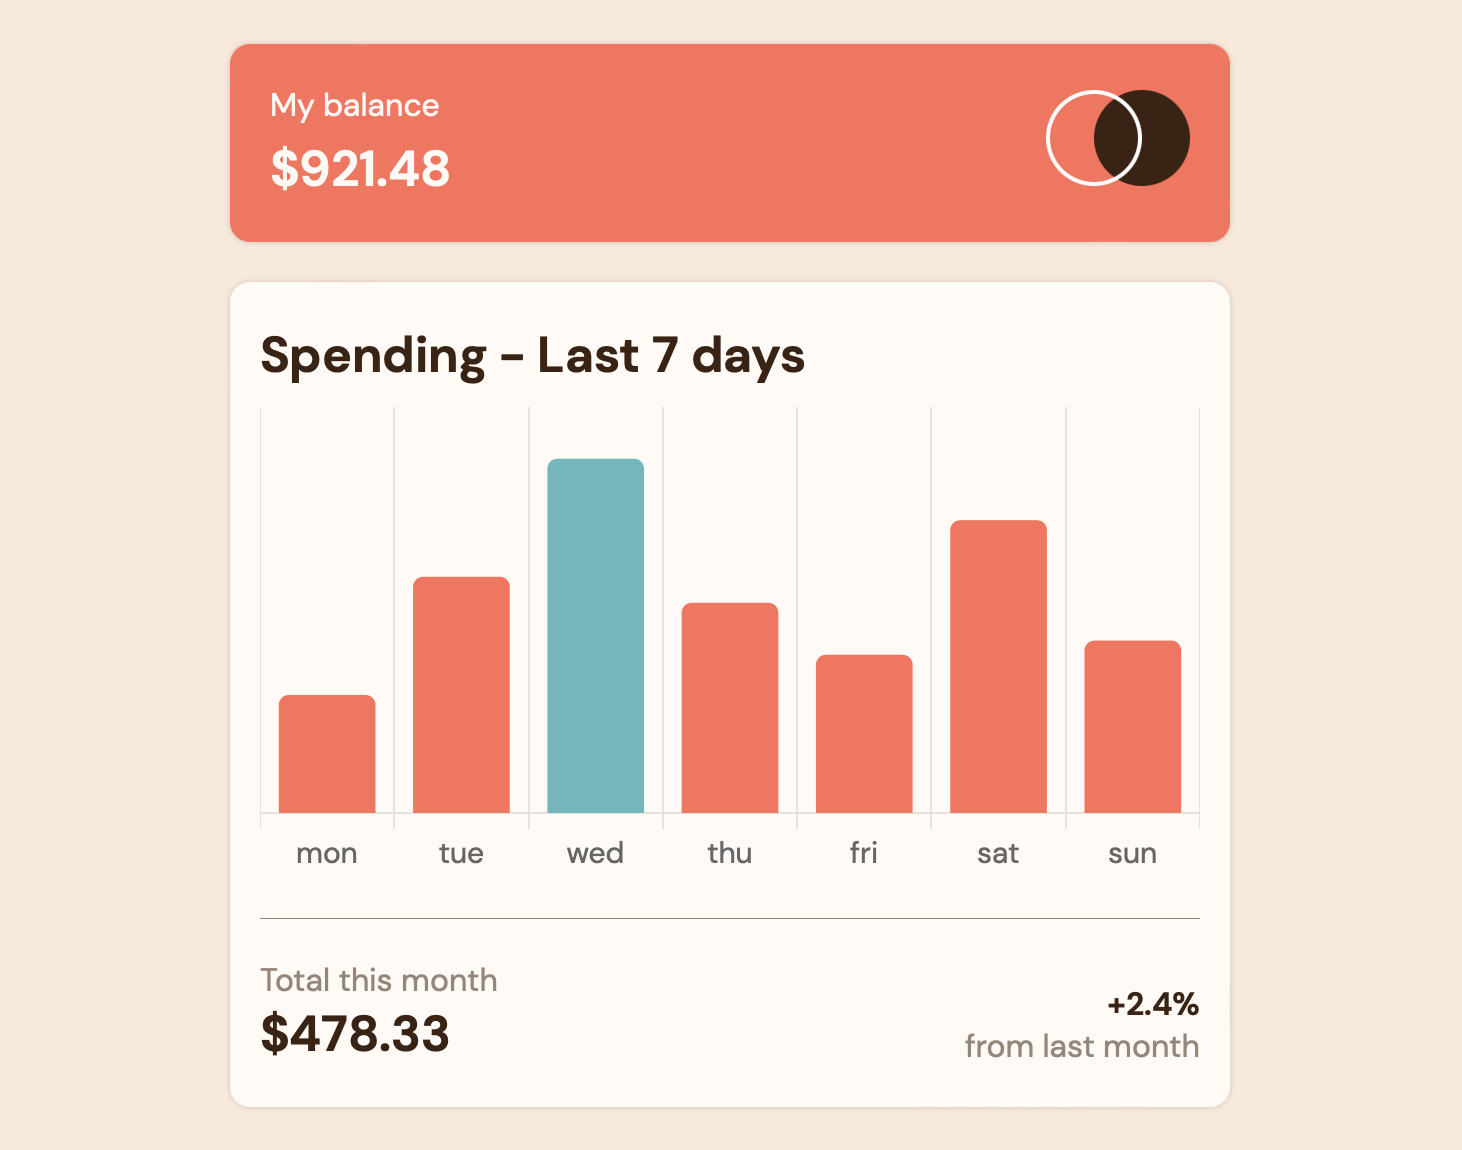 My balance
$921.48
Spending - Last 7 days
mon tue wed thu fri sat sun
Total this month
$478.33
+2.4%
from last month